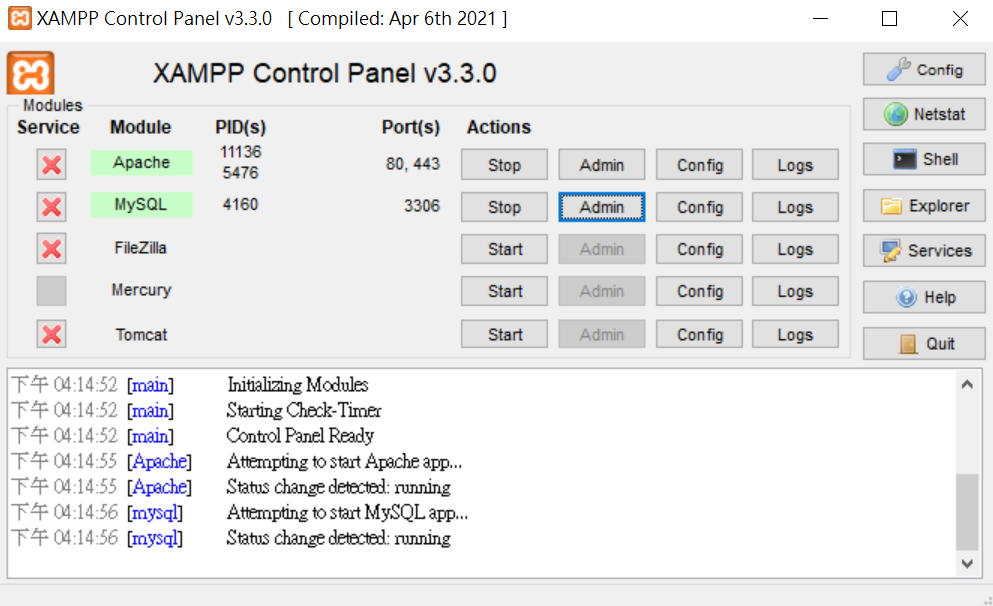 XAMPP Control Panel v3.3.0 [ Compiled: Apr 6th 2021 ]
XAMPP Control Panel v3.3.0
Config
Modules
Service Module PID(s) Port(s) Actions
Netstat
Apache 11136 5476 80, 443 Stop Admin Config Logs
Shell
MySQL 4160 3306 Stop Admin Config Logs
Explorer
FileZilla Start Admin Config Logs
Services
Mercury Start Admin Config Logs
Help
Tomcat Start Admin Config Logs
Quit
下午 04:14:52 [main] Initializing Modules
下午 04:14:52 [main] Starting Check-Timer
下午 04:14:52 [main] Control Panel Ready
下午 04:14:55 [Apache] Attempting to start Apache app...
下午 04:14:55 [Apache] Status change detected: running
下午 04:14:56 [mysql] Attempting to start MySQL app...
下午 04:14:56 [mysql] Status change detected: running